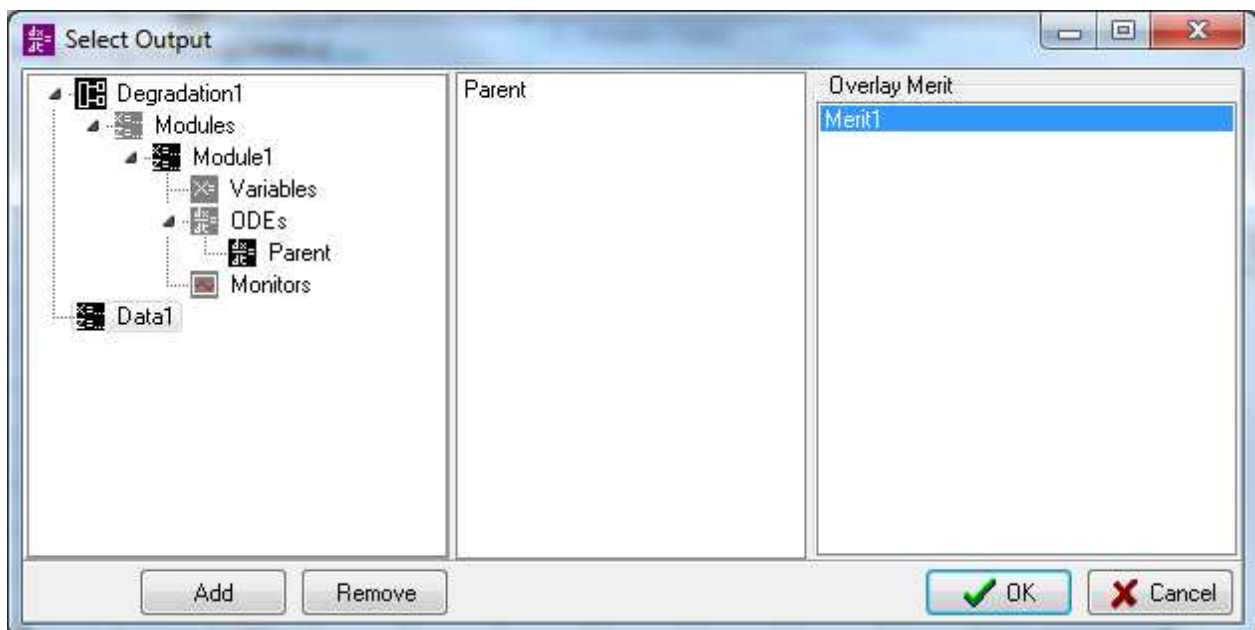 Select Output
Degradation1
Modules
Module1
Variables
ODEs
Parent
Monitors
Data1
Parent
Overlay Merit
Merit1
Add
Remove
OK
Cancel